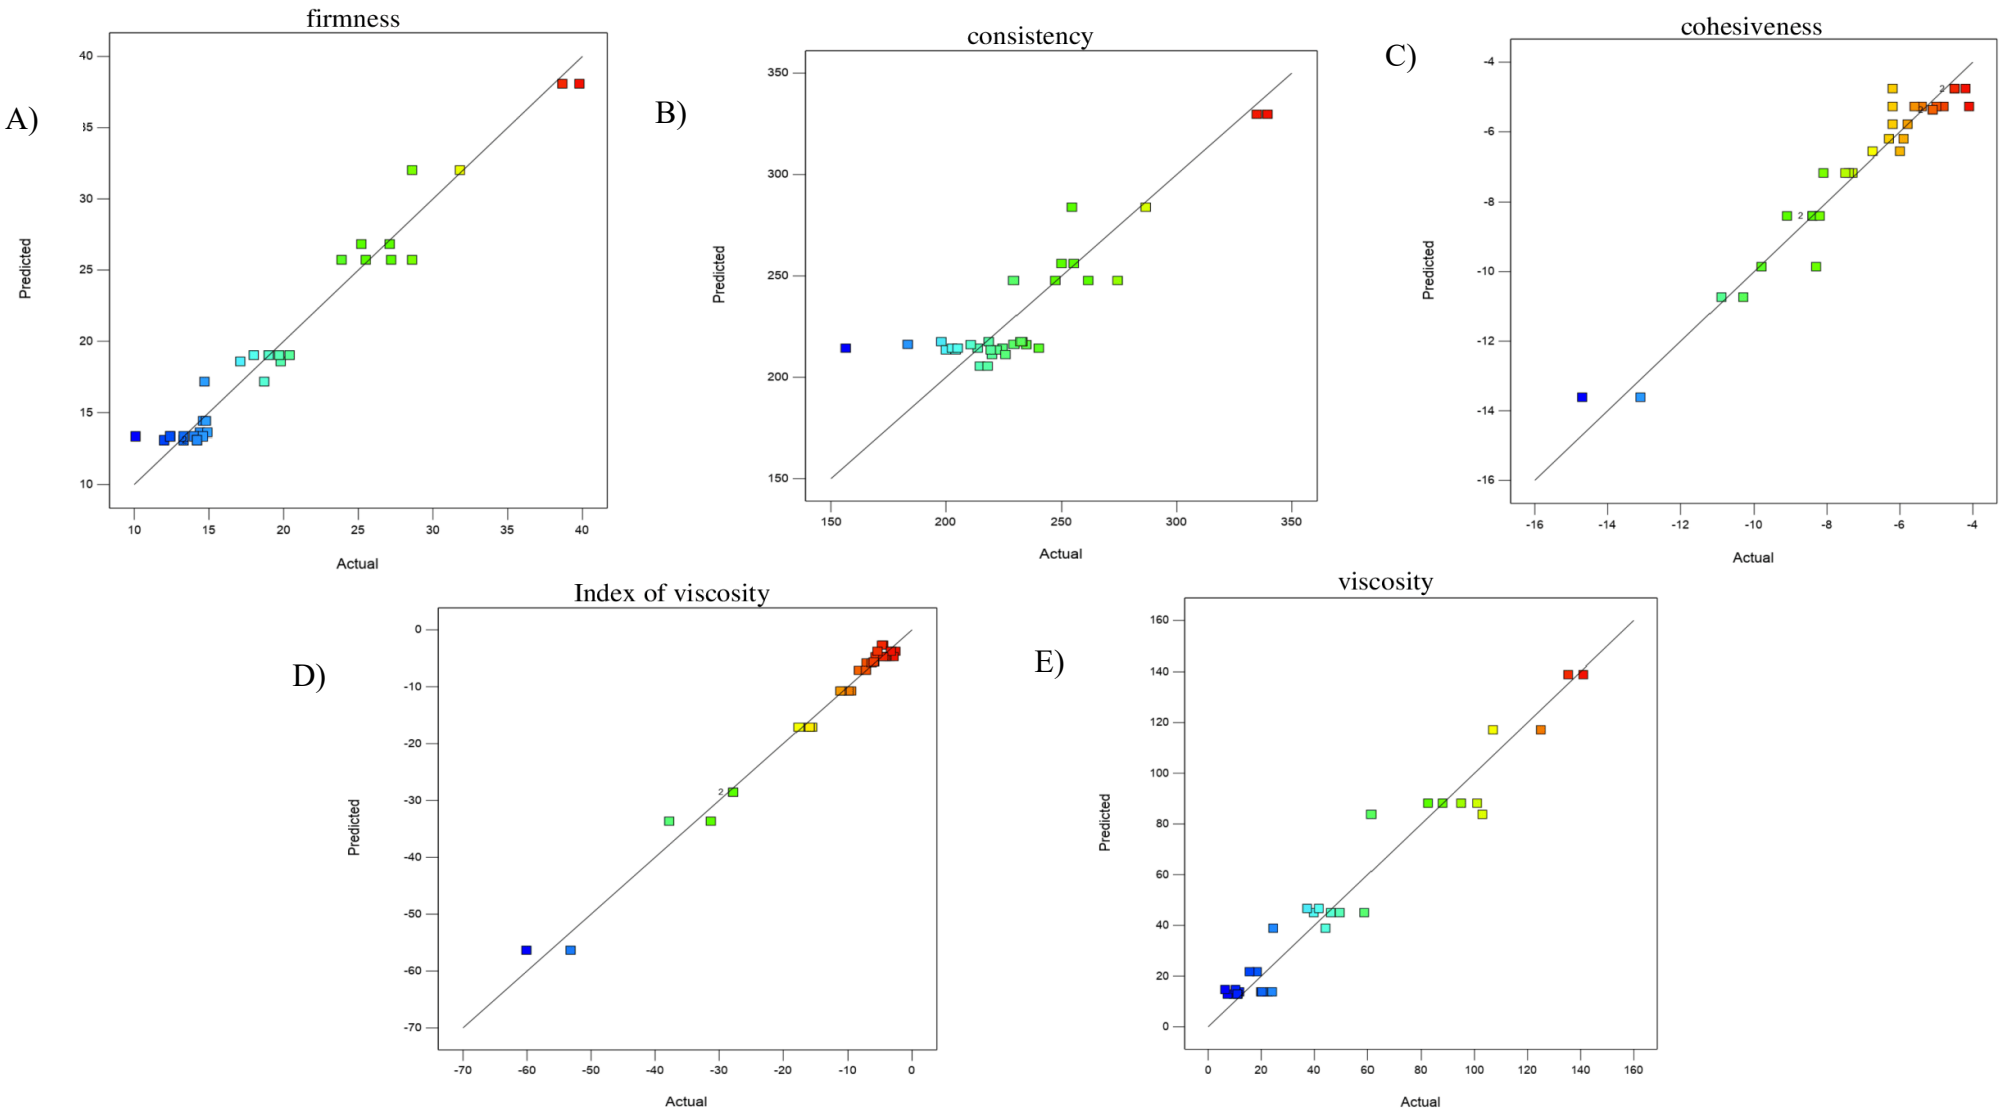 firmness
A)
40
35
30
25
20
15
10
Predicted
10 15 20 25 30 35 40
Actual
consistency
B)
350
300
250
200
150
Predicted
150 200 250 300 350
Actual
cohesiveness
C)
-4
-6
-8
-10
-12
-14
-16
2
2
2
Predicted
-16 -14 -12 -10 -8 -6 -4
Actual
Index of viscosity
D)
0
-10
-20
-30
-40
-50
-60
-70
2
Predicted
-70 -60 -50 -40 -30 -20 -10 0
Actual
viscosity
E)
160
140
120
100
80
60
40
20
0
Predicted
0 20 40 60 80 100 120 140 160
Actual